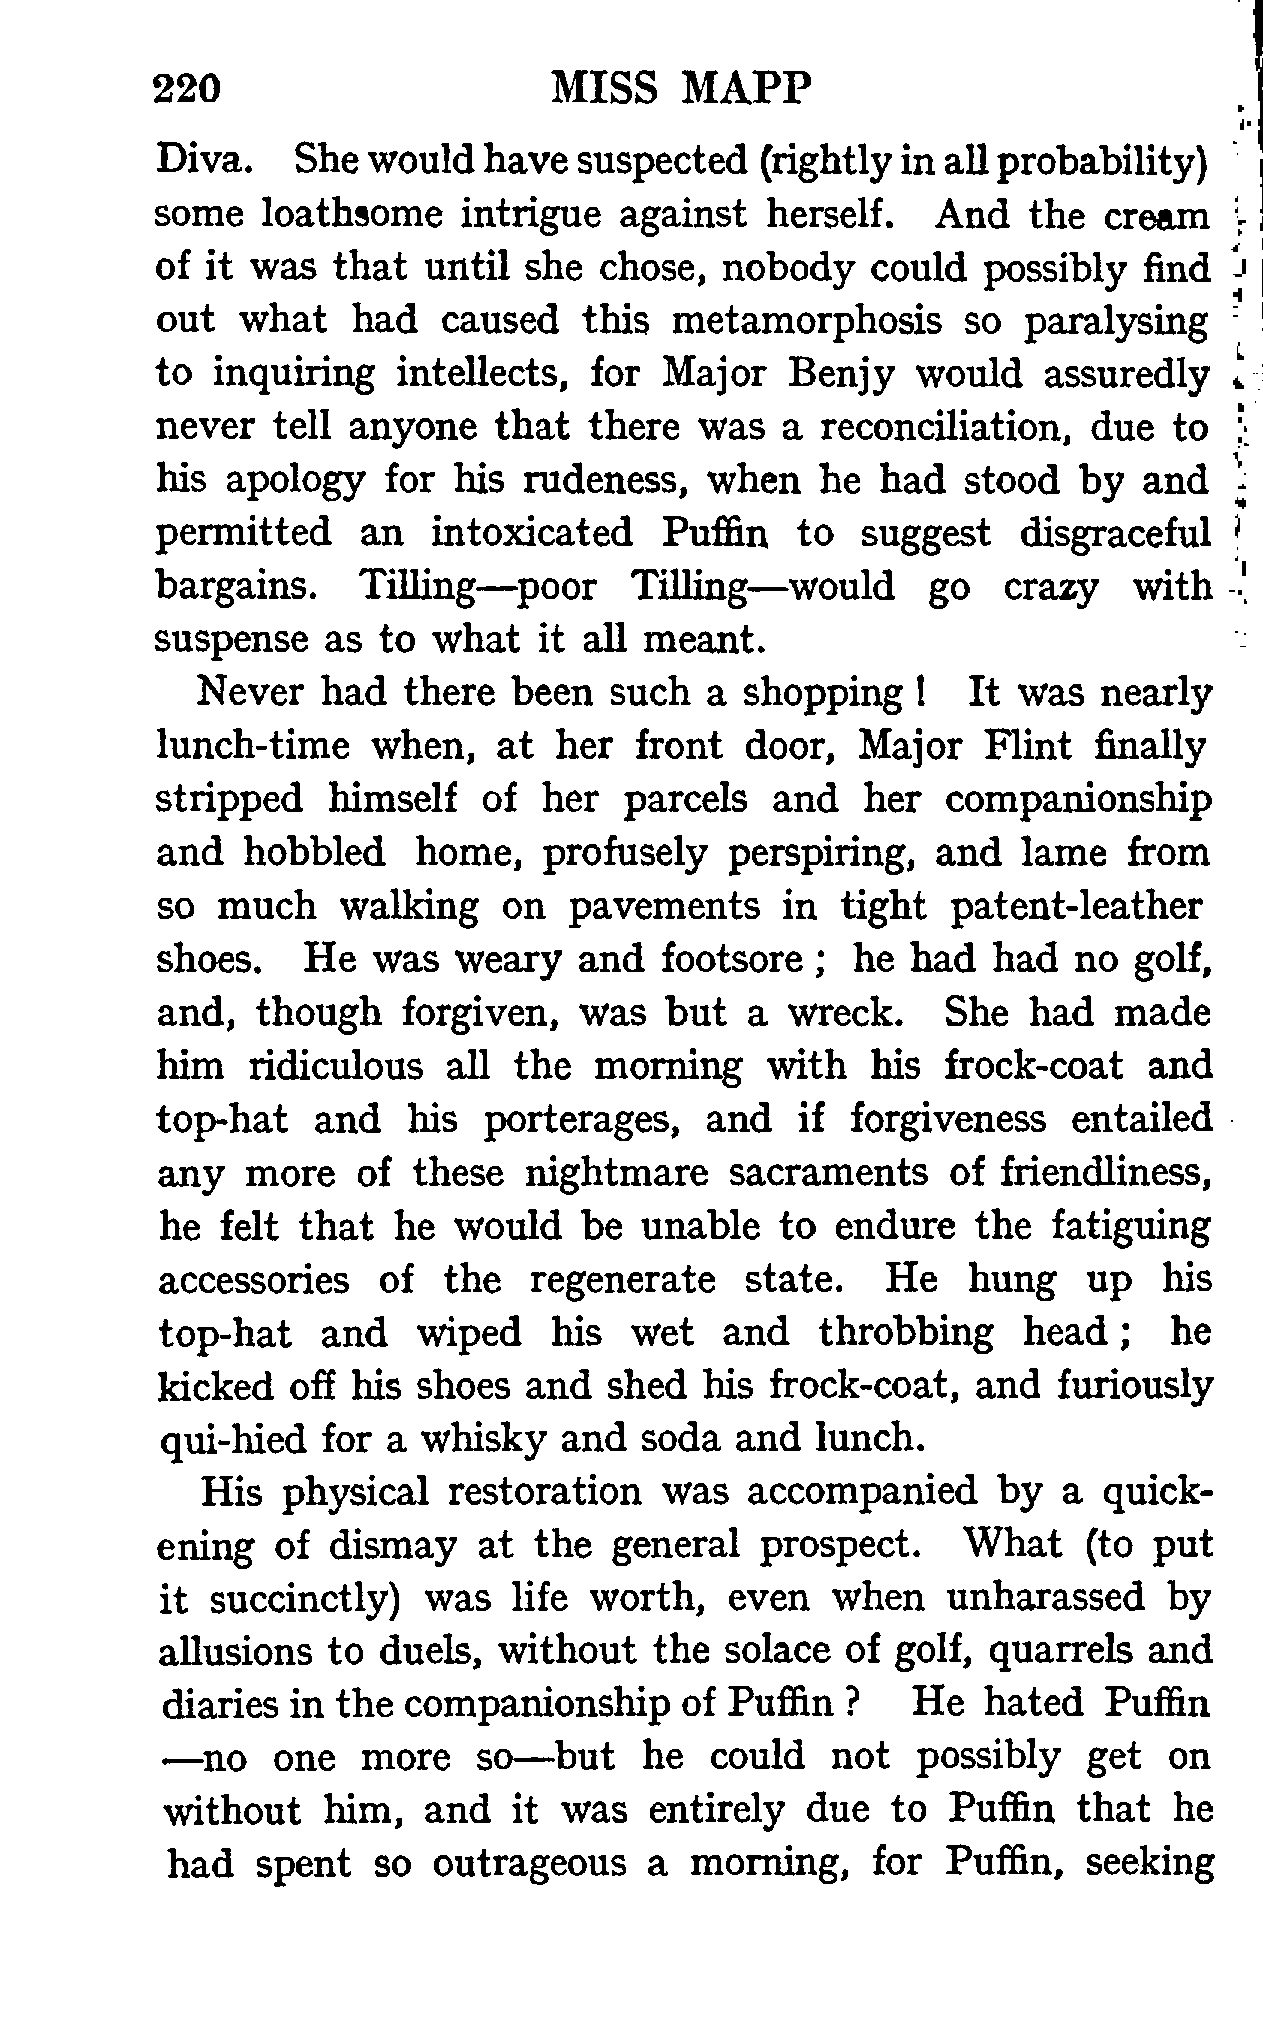 220 MISS MAPP
Diva. She would have suspected (rightly in all probability)
some loathsome intrigue against herself. And the cream
of it was that until she chose, nobody could possibly find
out what had caused this metamorphosis so paralysing
to inquiring intellects, for Major Benjy would assuredly
never tell anyone that there was a reconciliation, due to
his apology for his rudeness, when he had stood by and
permitted an intoxicated Puffin to suggest disgraceful
bargains. Tilling—poor Tilling—would go crazy with
suspense as to what it all meant.
Never had there been such a shopping ! It was nearly
lunch-time when, at her front door, Major Flint finally
stripped himself of her parcels and her companionship
and hobbled home, profusely perspiring, and lame from
so much walking on pavements in tight patent-leather
shoes. He was weary and footsore ; he had had no golf,
and, though forgiven, was but a wreck. She had made
him ridiculous all the morning with his frock-coat and
top-hat and his porterages, and if forgiveness entailed
any more of these nightmare sacraments of friendliness,
he felt that he would be unable to endure the fatiguing
accessories of the regenerate state. He hung up his
top-hat and wiped his wet and throbbing head ; he
kicked off his shoes and shed his frock-coat, and furiously
qui-hied for a whisky and soda and lunch.
His physical restoration was accompanied by a quick-
ening of dismay at the general prospect. What (to put
it succinctly) was life worth, even when unharassed by
allusions to duels, without the solace of golf, quarrels and
diaries in the companionship of Puffin ? He hated Puffin
—no one more so—but he could not possibly get on
without him, and it was entirely due to Puffin that he
had spent so outrageous a morning, for Puffin, seeking